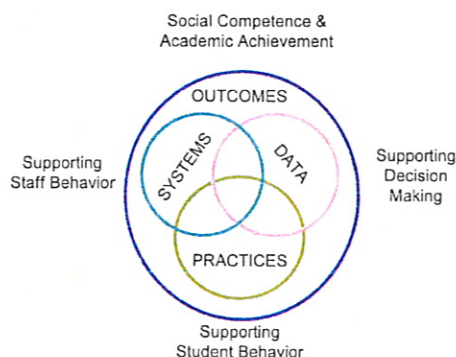 Social Competence &
Academic Achievement
OUTCOMES
SYSTEMS
DATA
Supporting
Staff Behavior
Supporting
Decision
Making
PRACTICES
Supporting
Student Behavior